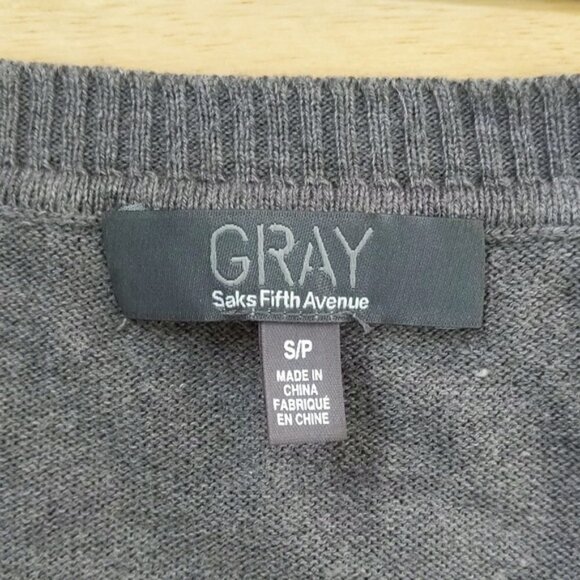 GRAY
Saks Fifth Avenue
S/P
MADE IN
CHINA
FABRIQUÉ
EN CHINE